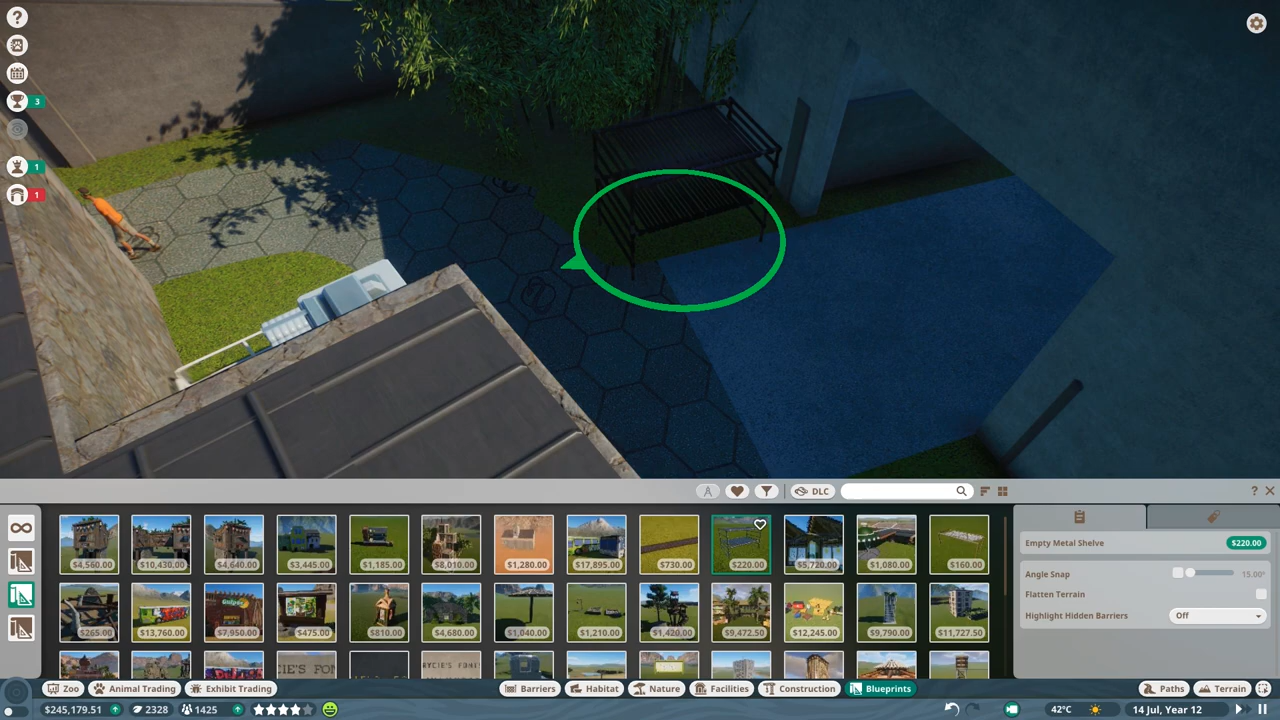 ?
3
1
1
DLC
?
$4,560.00
$10,430.00
$4,640.00
$3,445.00
$1,185.00
$8,010.00
$1,280.00
$17,895.00
$730.00
$220.00
$5,720.00
$1,080.00
$160.00
$265.00
$13,760.00
$7,950.00
$475.00
$810.00
$4,680.00
$1,040.00
$1,210.00
$1,420.00
$9,472.50
$12,245.00
$9,790.00
$11,727.50
Empty Metal Shelve
$220.00
Angle Snap
15.00°
Flatten Terrain
Highlight Hidden Barriers
Off
Zoo
Animal Trading
Exhibit Trading
Barriers
Habitat
Nature
Facilities
Construction
Blueprints
Paths
Terrain
$245,179.51
2328
1425
42°C
14 Jul, Year 12